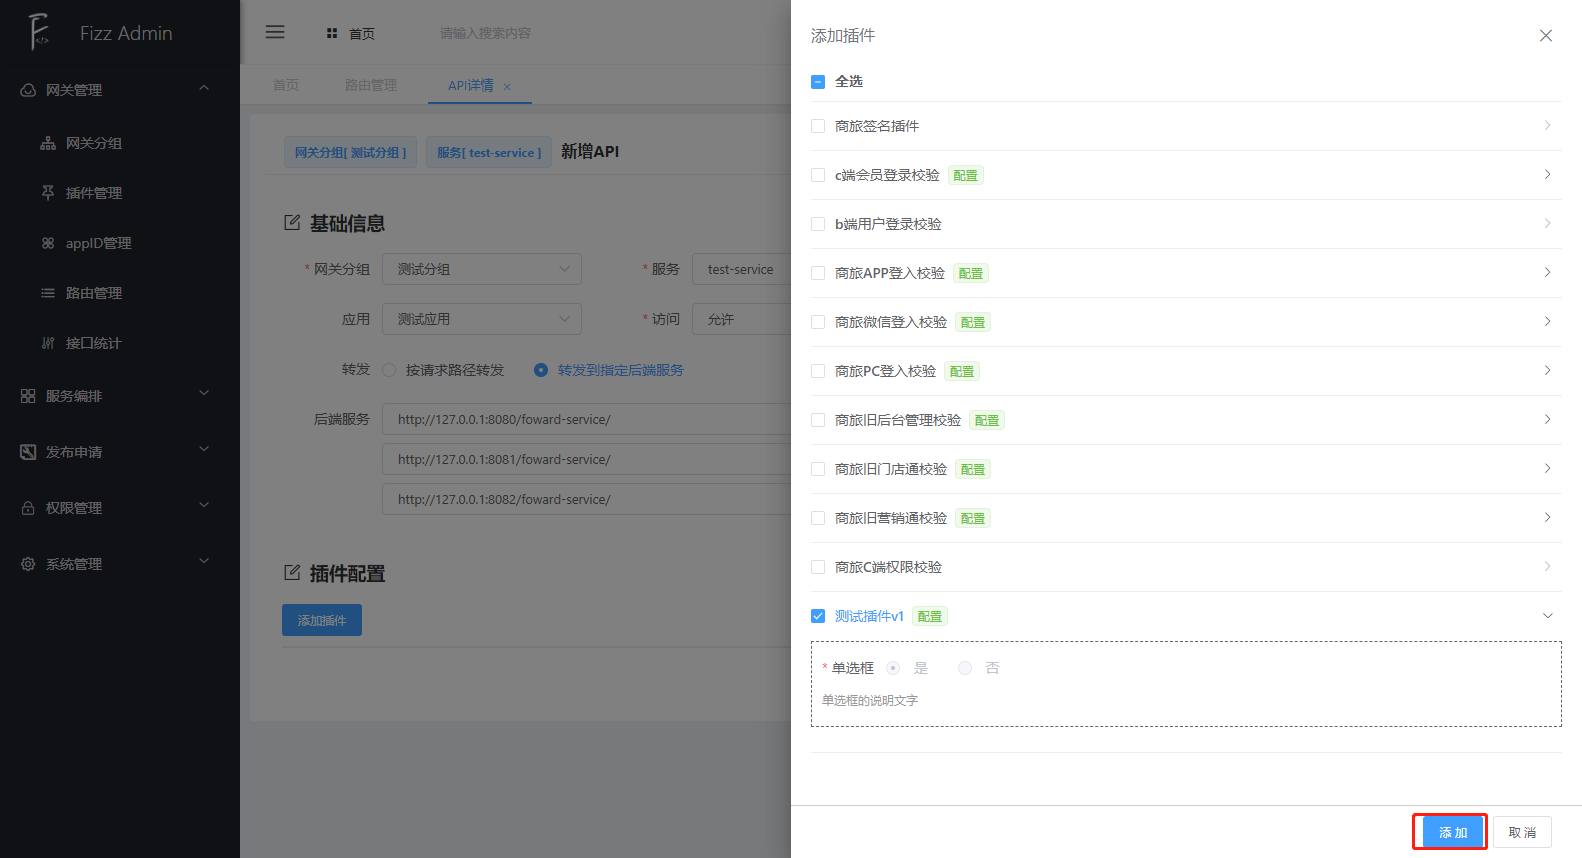 Fizz Admin
网关管理
网关分组
插件管理
appID管理
路由管理
接口统计
服务编排
发布申请
权限管理
系统管理
首页
请输入搜索内容
首页
路由管理
API详情 ×
网关分组[ 测试分组 ] 服务[ test-service ] 新增API
基础信息
* 网关分组 测试分组 * 服务 test-service
应用 测试应用 * 访问 允许
转发 按请求路径转发 转发到指定后端服务
后端服务 http://127.0.0.1:8080/foward-service/
http://127.0.0.1:8081/foward-service/
http://127.0.0.1:8082/foward-service/
插件配置
添加插件
添加插件
全选
商旅签名插件
c端会员登录校验 配置
b端用户登录校验
商旅APP登入校验 配置
商旅微信登入校验 配置
商旅PC登入校验 配置
商旅旧后台管理校验 配置
商旅旧门店通校验 配置
商旅旧营销通校验 配置
商旅C端权限校验
测试插件v1 配置
* 单选框 是 否
单选框的说明文字
添加 取消